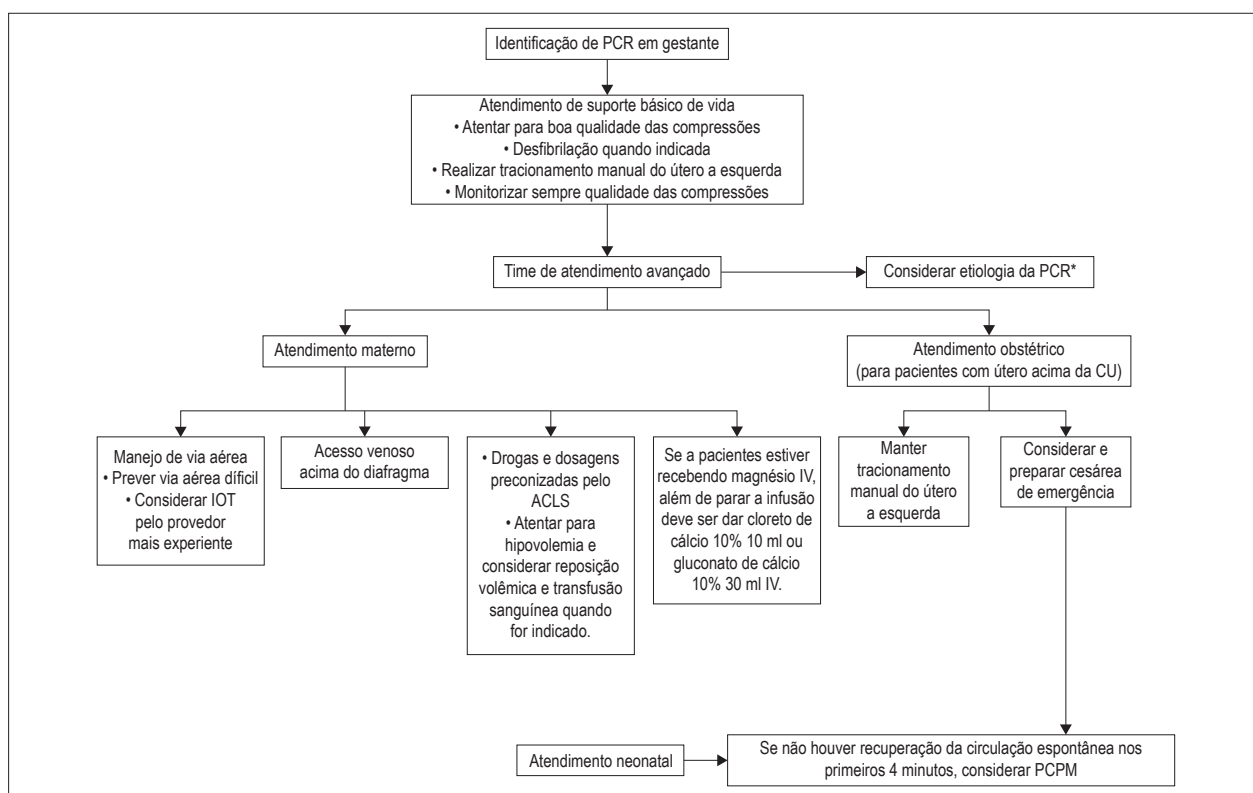 Identificação de PCR em gestante
Atendimento de suporte básico de vida
• Atentar para boa qualidade das compressões
• Desfibrilação quando indicada
• Realizar tracionamento manual do útero a esquerda
• Monitorizar sempre qualidade das compressões
Time de atendimento avançado
Considerar etiologia da PCR*
Atendimento materno
Atendimento obstétrico
(para pacientes com útero acima da CU)
Manejo de via aérea
• Prever via aérea díficil
• Considerar IOT
pelo provedor
mais experiente
Acesso venoso
acima do diafragma
• Drogas e dosagens
preconizadas pelo
ACLS
• Atentar para
hipovolemia e
considerar reposição
volêmica e transfusão
sanguínea quando
for indicado.
Se a pacientes estiver
recebendo magnésio IV,
além de parar a infusão
deve ser dar cloreto de
cálcio 10% 10 ml ou
gluconato de cálcio
10% 30 ml IV.
Manter
tracionamento
manual do útero
a esquerda
Considerar e
preparar cesárea
de emergência
Atendimento neonatal
Se não houver recuperação da circulação espontânea nos
primeiros 4 minutos, considerar PCPM